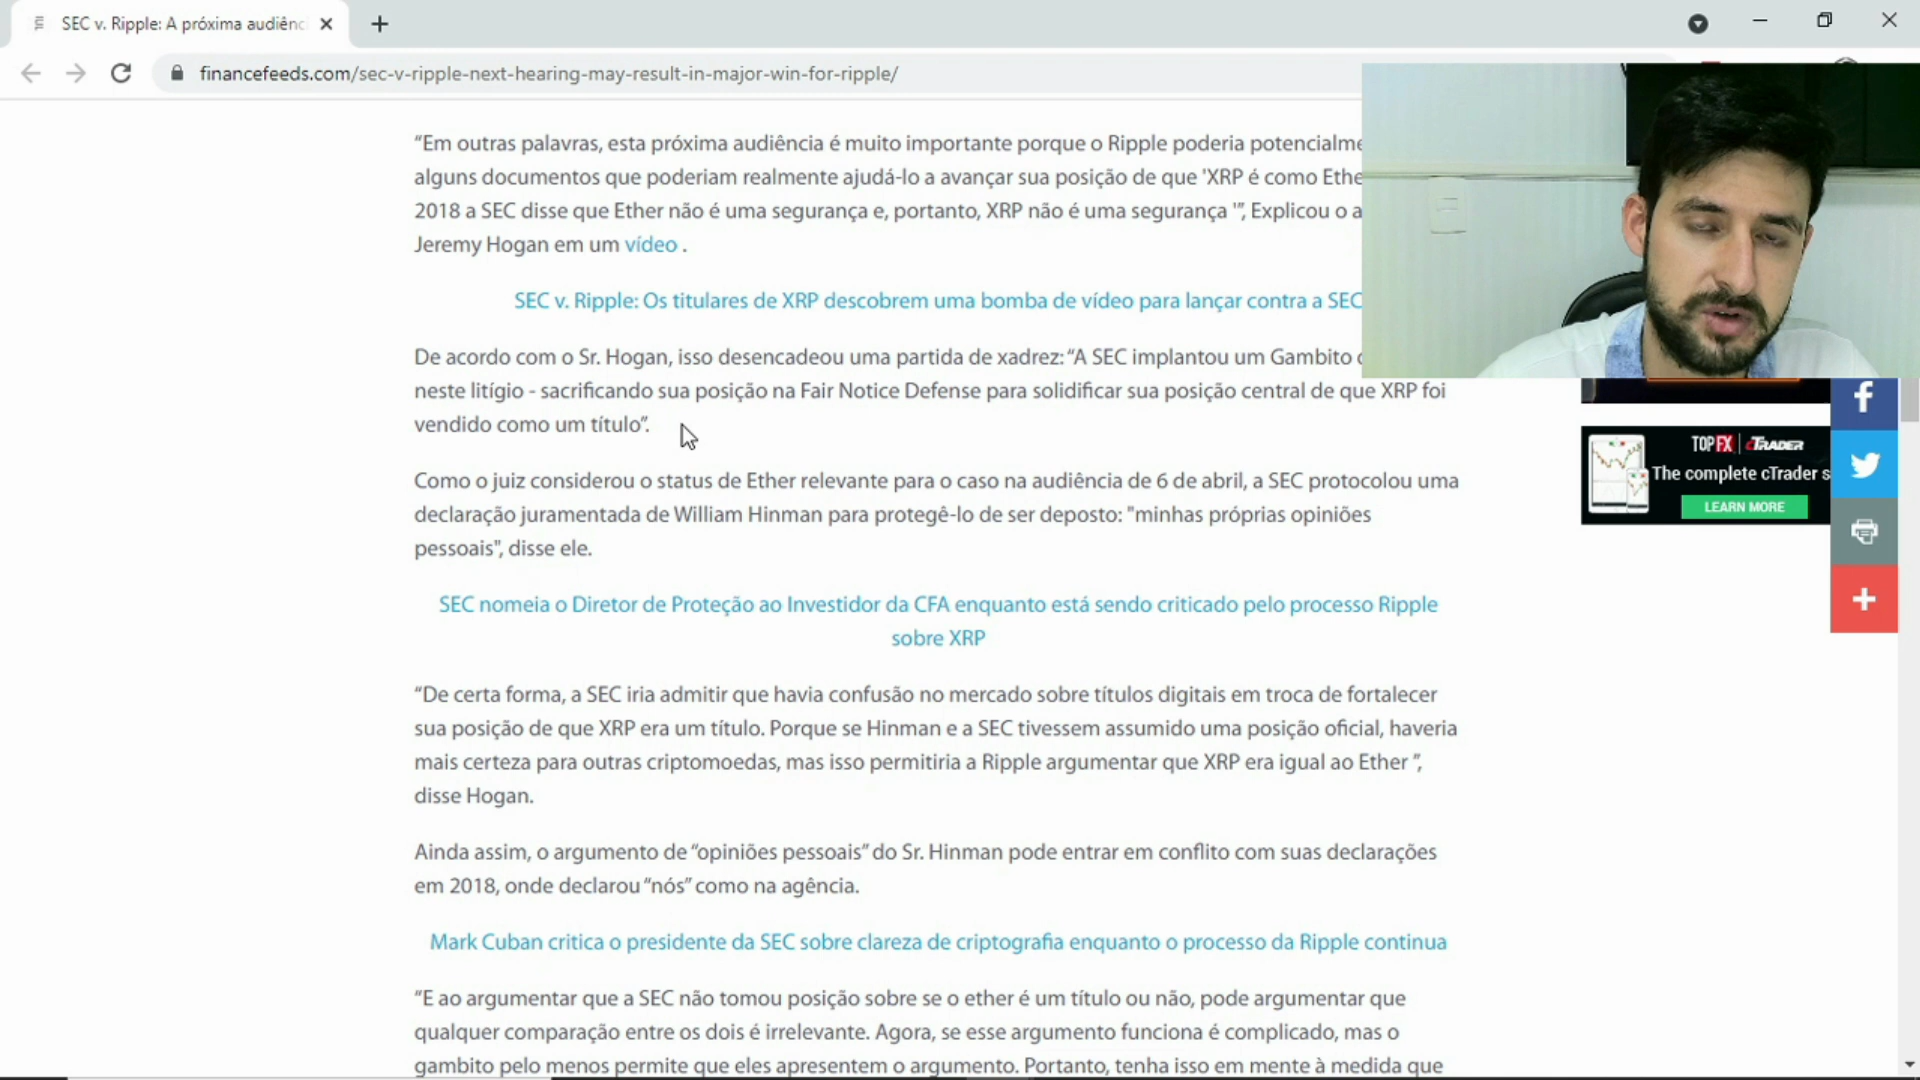 SEC v. Ripple: A próxima audiênc
financefeeds.com/sec-v-ripple-next-hearing-may-result-in-major-win-for-ripple/
“Em outras palavras, esta próxima audiência é muito importante porque o Ripple poderia potencialme
alguns documentos que poderiam realmente ajudá-lo a avançar sua posição de que 'XRP é como Ethe
2018 a SEC disse que Ether não é uma segurança e, portanto, XRP não é uma segurança '”, Explicou o a
Jeremy Hogan em um vídeo .
SEC v. Ripple: Os titulares de XRP descobrem uma bomba de vídeo para lançar contra a SEC
De acordo com o Sr. Hogan, isso desencadeou uma partida de xadrez: “A SEC implantou um Gambito
neste litígio - sacrificando sua posição na Fair Notice Defense para solidificar sua posição central de que XRP foi
vendido como um título”.
Como o juiz considerou o status de Ether relevante para o caso na audiência de 6 de abril, a SEC protocolou uma
declaração juramentada de William Hinman para protegê-lo de ser deposto: "minhas próprias opiniões
pessoais", disse ele.
SEC nomeia o Diretor de Proteção ao Investidor da CFA enquanto está sendo criticado pelo processo Ripple
sobre XRP
“De certa forma, a SEC iria admitir que havia confusão no mercado sobre títulos digitais em troca de fortalecer
sua posição de que XRP era um título. Porque se Hinman e a SEC tivessem assumido uma posição oficial, haveria
mais certeza para outras criptomoedas, mas isso permitiria a Ripple argumentar que XRP era igual ao Ether ”,
disse Hogan.
Ainda assim, o argumento de “opiniões pessoais” do Sr. Hinman pode entrar em conflito com suas declarações
em 2018, onde declarou “nós” como na agência.
Mark Cuban critica o presidente da SEC sobre clareza de criptografia enquanto o processo da Ripple continua
“E ao argumentar que a SEC não tomou posição sobre se o ether é um título ou não, pode argumentar que
qualquer comparação entre os dois é irrelevante. Agora, se esse argumento funciona é complicado, mas o
gambito pelo menos permite que eles apresentem o argumento. Portanto, tenha isso em mente à medida que
TOPFX cTRADER
The complete cTrader s
LEARN MORE